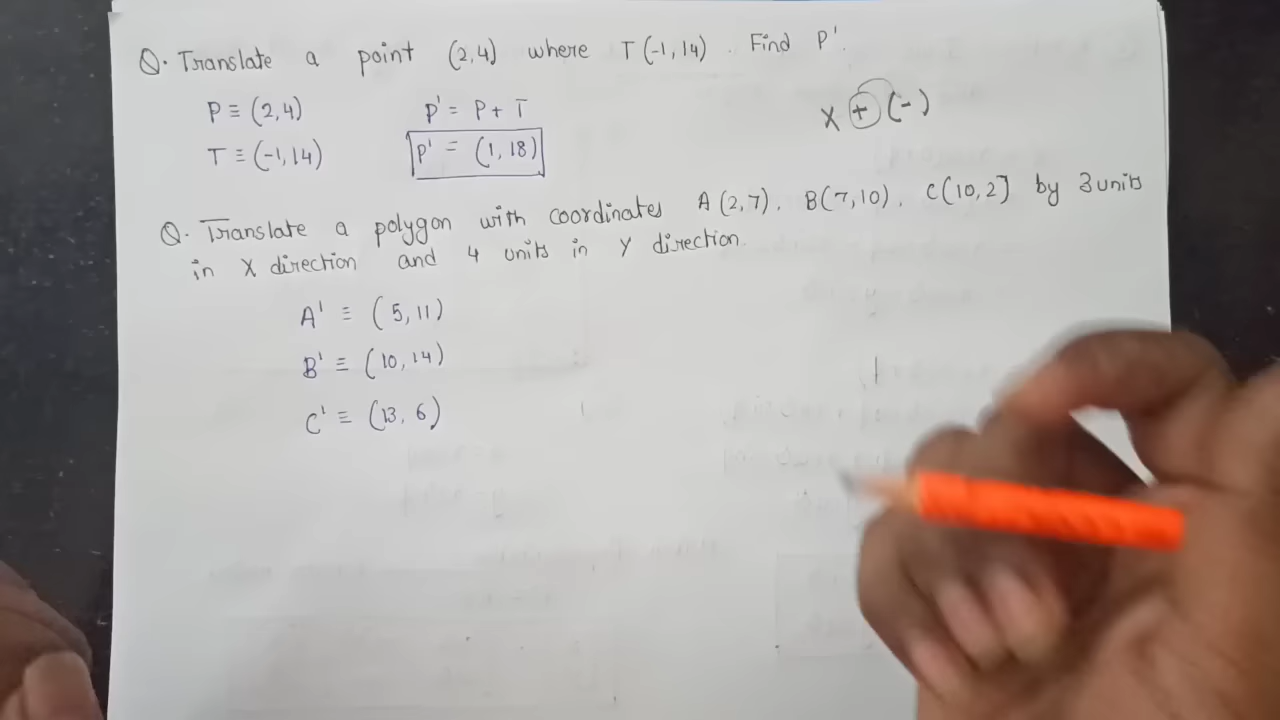 Q. Translate a point (2,4) where T(-1,14). Find P'.
P ≡ (2,4) P' = P + T X + (-)
T ≡ (-1,14) P' = (1,18)
Q. Translate a polygon with coordinates A(2,7), B(7,10), C(10,2] by 3 units
in X direction and 4 units in Y direction.
A' ≡ (5,11)
B' ≡ (10,14)
C' ≡ (13,6)